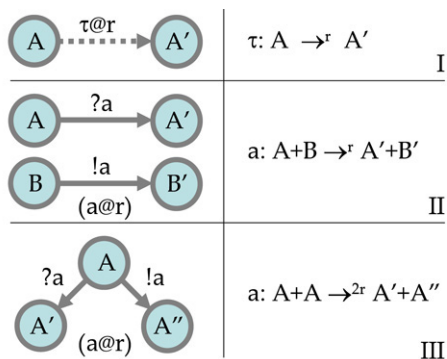 τ@r
A A′ τ: A →ʳ A′
I
?a
A A′
!a a: A+B →ʳ A′+B′
B B′
(a@r) II
?a A !a
a: A+A →²ʳ A′+A″
A′ A″
(a@r) III